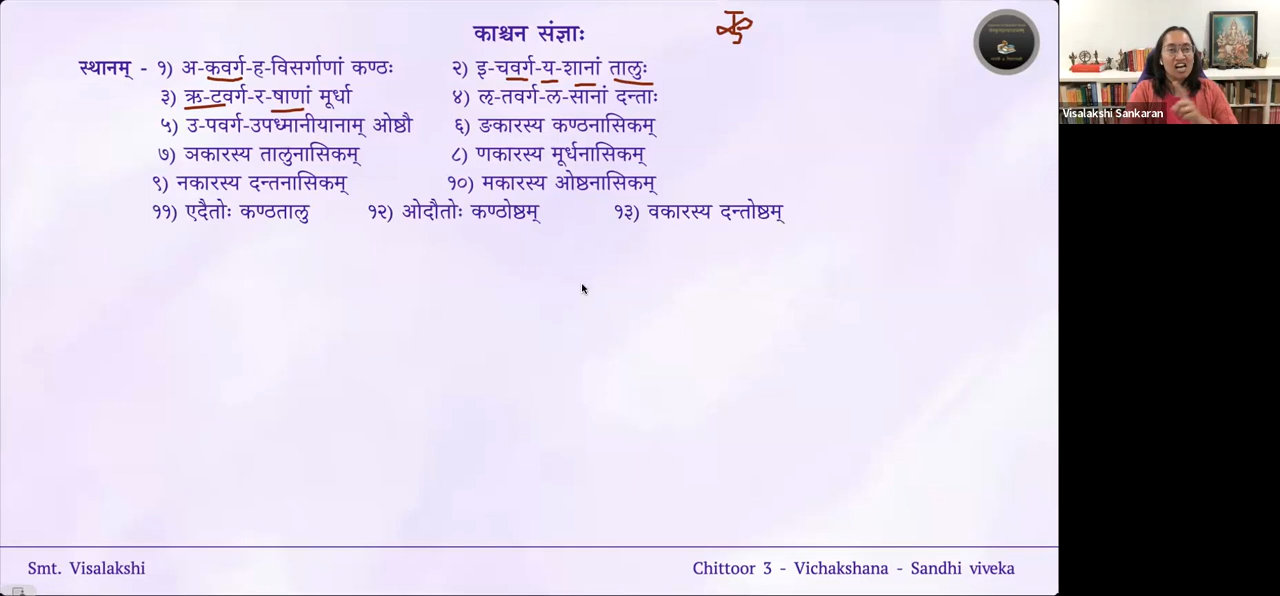 काश्चन संज्ञाः
स्थानम् - १) अ-कवर्ग-ह-विसर्गाणां कण्ठः २) इ-चवर्ग-य-शानां तालुः
३) ऋ-टवर्ग-र-षाणां मूर्धा ४) ऌ-तवर्ग-ल-सानां दन्ताः
५) उ-पवर्ग-उपध्मानीयानाम् ओष्ठौ ६) ङकारस्य कण्ठनासिकम्
७) ञकारस्य तालुनासिकम् ८) णकारस्य मूर्धनासिकम्
९) नकारस्य दन्तनासिकम् १०) मकारस्य ओष्ठनासिकम्
११) एदैतोः कण्ठतालु १२) ओदौतोः कण्ठोष्ठम् १३) वकारस्य दन्तोष्ठम्
Visalakshi Sankaran
Smt. Visalakshi
Chittoor 3 - Vichakshana - Sandhi viveka